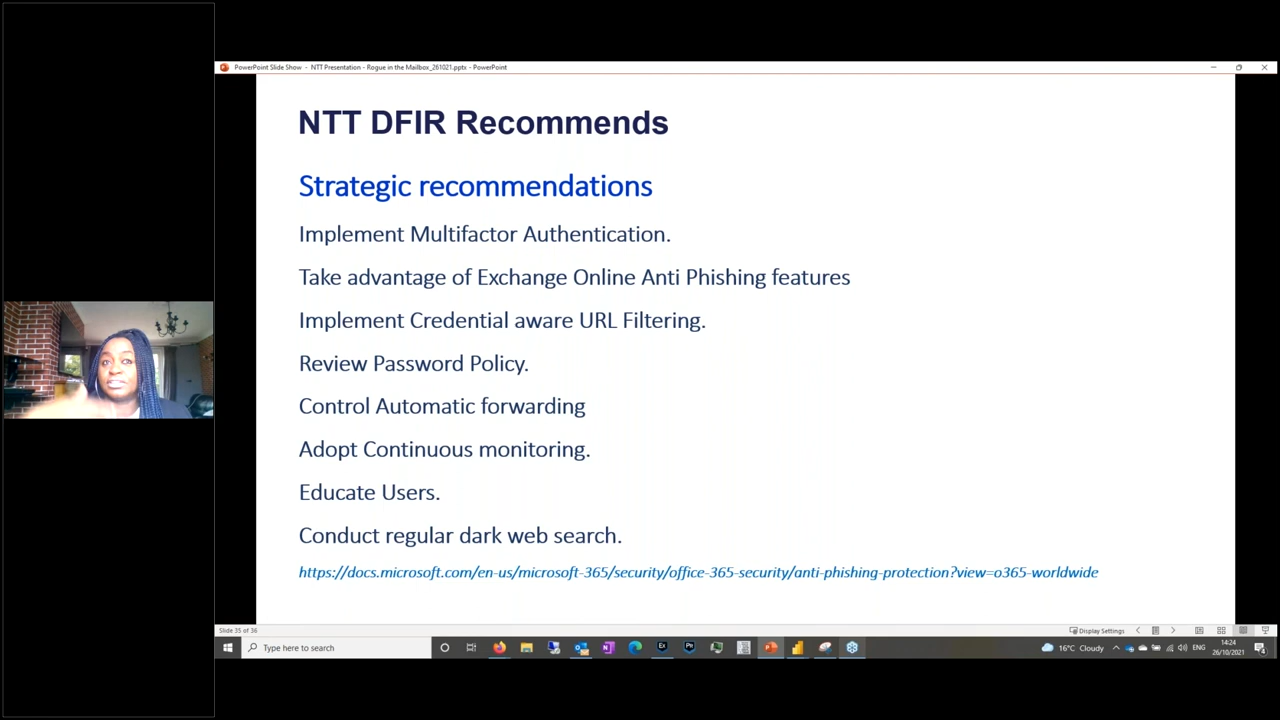 PowerPoint Slide Show - NTT Presentation - Rogue in the Mailbox_261021.pptx - PowerPoint
NTT DFIR Recommends
Strategic recommendations
Implement Multifactor Authentication.
Take advantage of Exchange Online Anti Phishing features
Implement Credential aware URL Filtering.
Review Password Policy.
Control Automatic forwarding
Adopt Continuous monitoring.
Educate Users.
Conduct regular dark web search.
https://docs.microsoft.com/en-us/microsoft-365/security/office-365-security/anti-phishing-protection?view=o365-worldwide
Slide 35 of 36
Display Settings
Type here to search
16°C Cloudy
ENG
14:24
26/10/2021